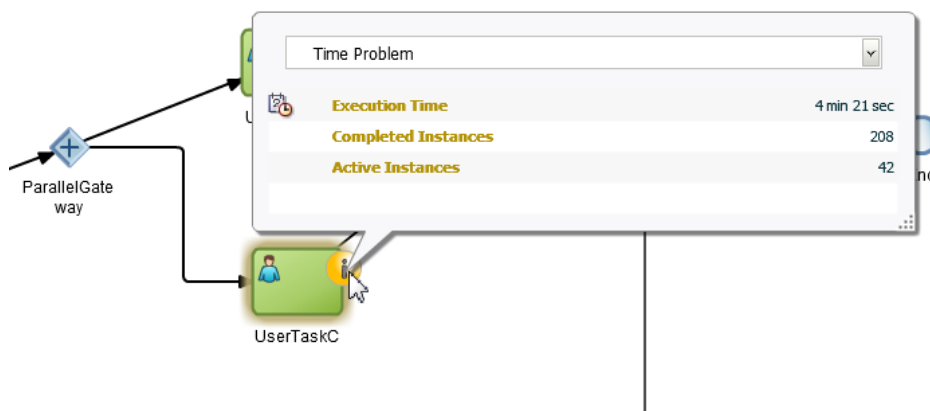 Time Problem
Execution Time 4 min 21 sec
Completed Instances 208
Active Instances 42
ParallelGate
way
UserTaskC